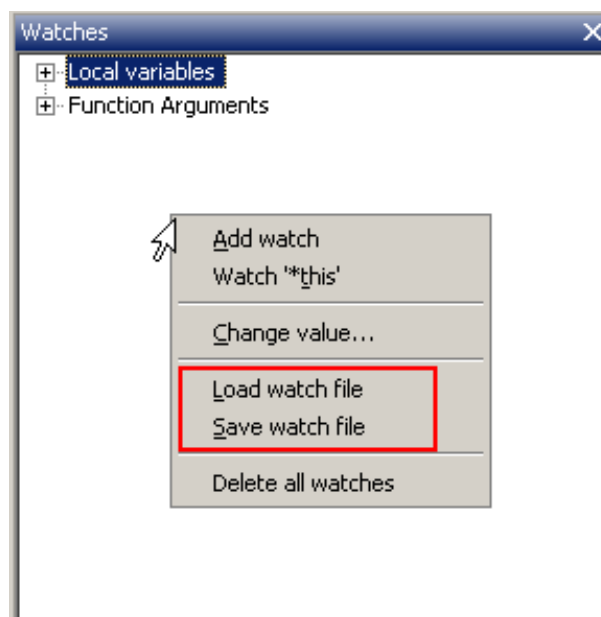 Watches
Local variables
Function Arguments
Add watch
Watch '*this'
Change value...
Load watch file
Save watch file
Delete all watches